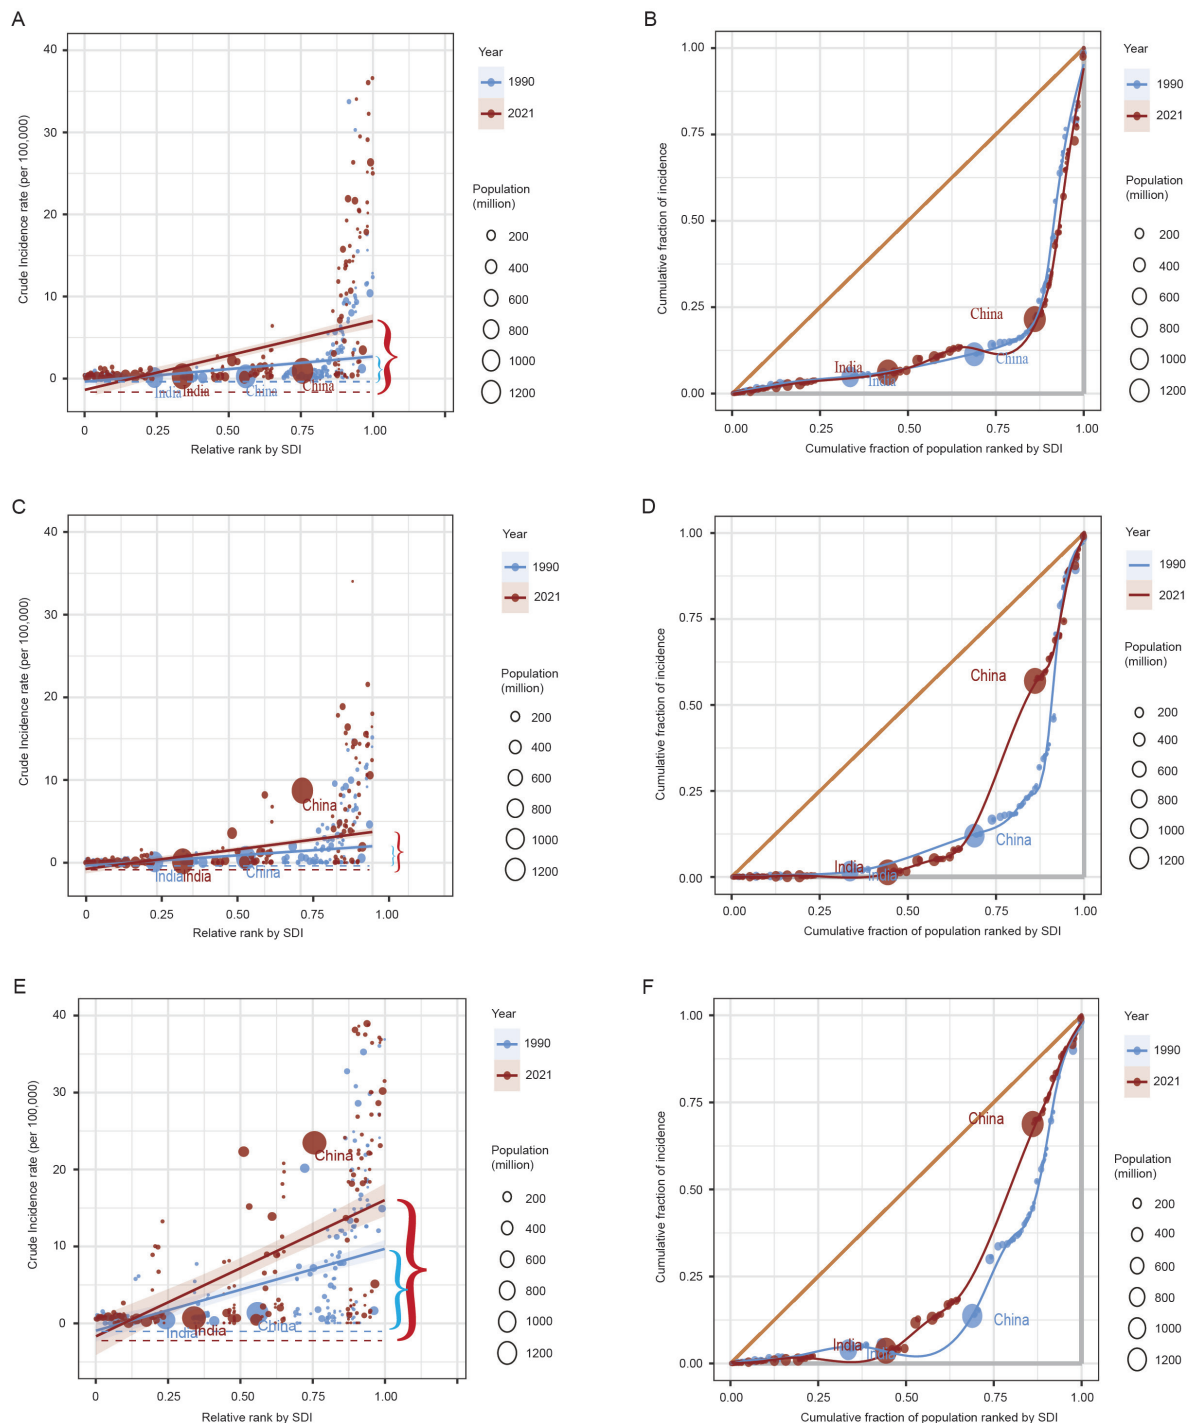 A
Crude Incidence rate (per 100,000)
40
30
20
10
0
India
India
China
China
0
0.25
0.50
0.75
1.00
Relative rank by SDI
Year
1990
2021
Population
(million)
200
400
600
800
1000
1200
B
Cumulative fraction of incidence
1.00
0.75
0.50
0.25
0.00
China
India
India
China
0.00
0.25
0.50
0.75
1.00
Cumulative fraction of population ranked by SDI
Year
1990
2021
Population
(million)
200
400
600
800
1000
1200
C
Crude Incidence rate (per 100,000)
40
30
20
10
0
China
India
India
China
0
0.25
0.50
0.75
1.00
Relative rank by SDI
Year
1990
2021
Population
(million)
200
400
600
800
1000
1200
D
Cumulative fraction of incidence
1.00
0.75
0.50
0.25
0.00
China
India
India
China
0.00
0.25
0.50
0.75
1.00
Cumulative fraction of population ranked by SDI
Year
1990
2021
Population
(million)
200
400
600
800
1000
1200
E
Crude Incidence rate (per 100,000)
40
30
20
10
0
China
India
India
China
0
0.25
0.50
0.75
1.00
Relative rank by SDI
Year
1990
2021
Population
(million)
200
400
600
800
1000
1200
F
Cumulative fraction of incidence
1.00
0.75
0.50
0.25
0.00
China
India
India
China
0.00
0.25
0.50
0.75
1.00
Cumulative fraction of population ranked by SDI
Year
1990
2021
Population
(million)
200
400
600
800
1000
1200